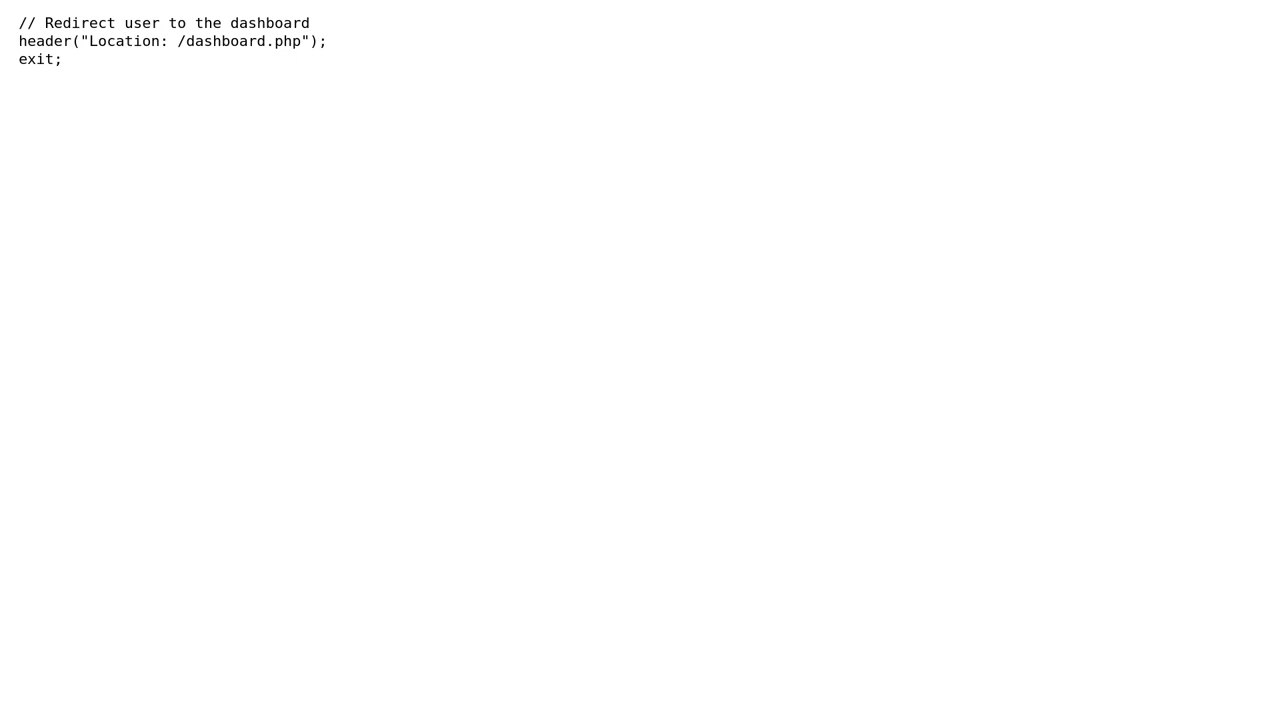 // Redirect user to the dashboard
header("Location: /dashboard.php");
exit;